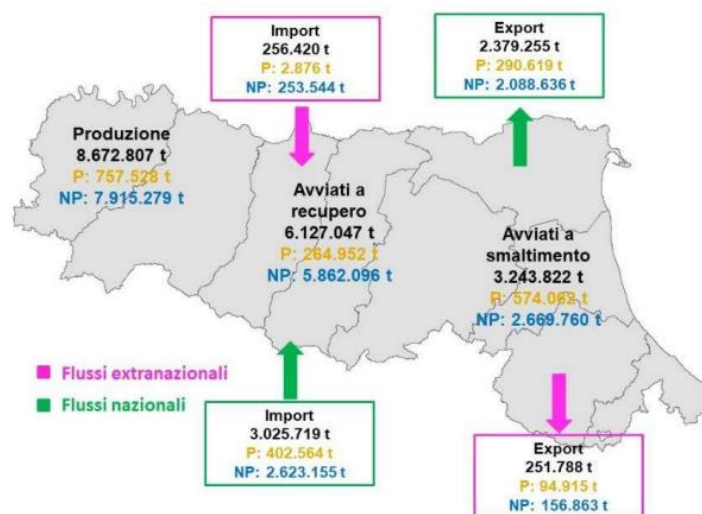 Import
256.420 t
P: 2.876 t
NP: 253.544 t
Export
2.379.255 t
P: 290.619 t
NP: 2.088.636 t
Produzione
8.672.807 t
P: 757.528 t
NP: 7.915.279 t
Avviati a
recupero
6.127.047 t
P: 264.952 t
NP: 5.862.096 t
Avviati a
smaltimento
3.243.822 t
P: 574.062 t
NP: 2.669.760 t
Flussi extranazionali
Flussi nazionali
Import
3.025.719 t
P: 402.564 t
NP: 2.623.155 t
Export
251.788 t
P: 94.915 t
NP: 156.863 t